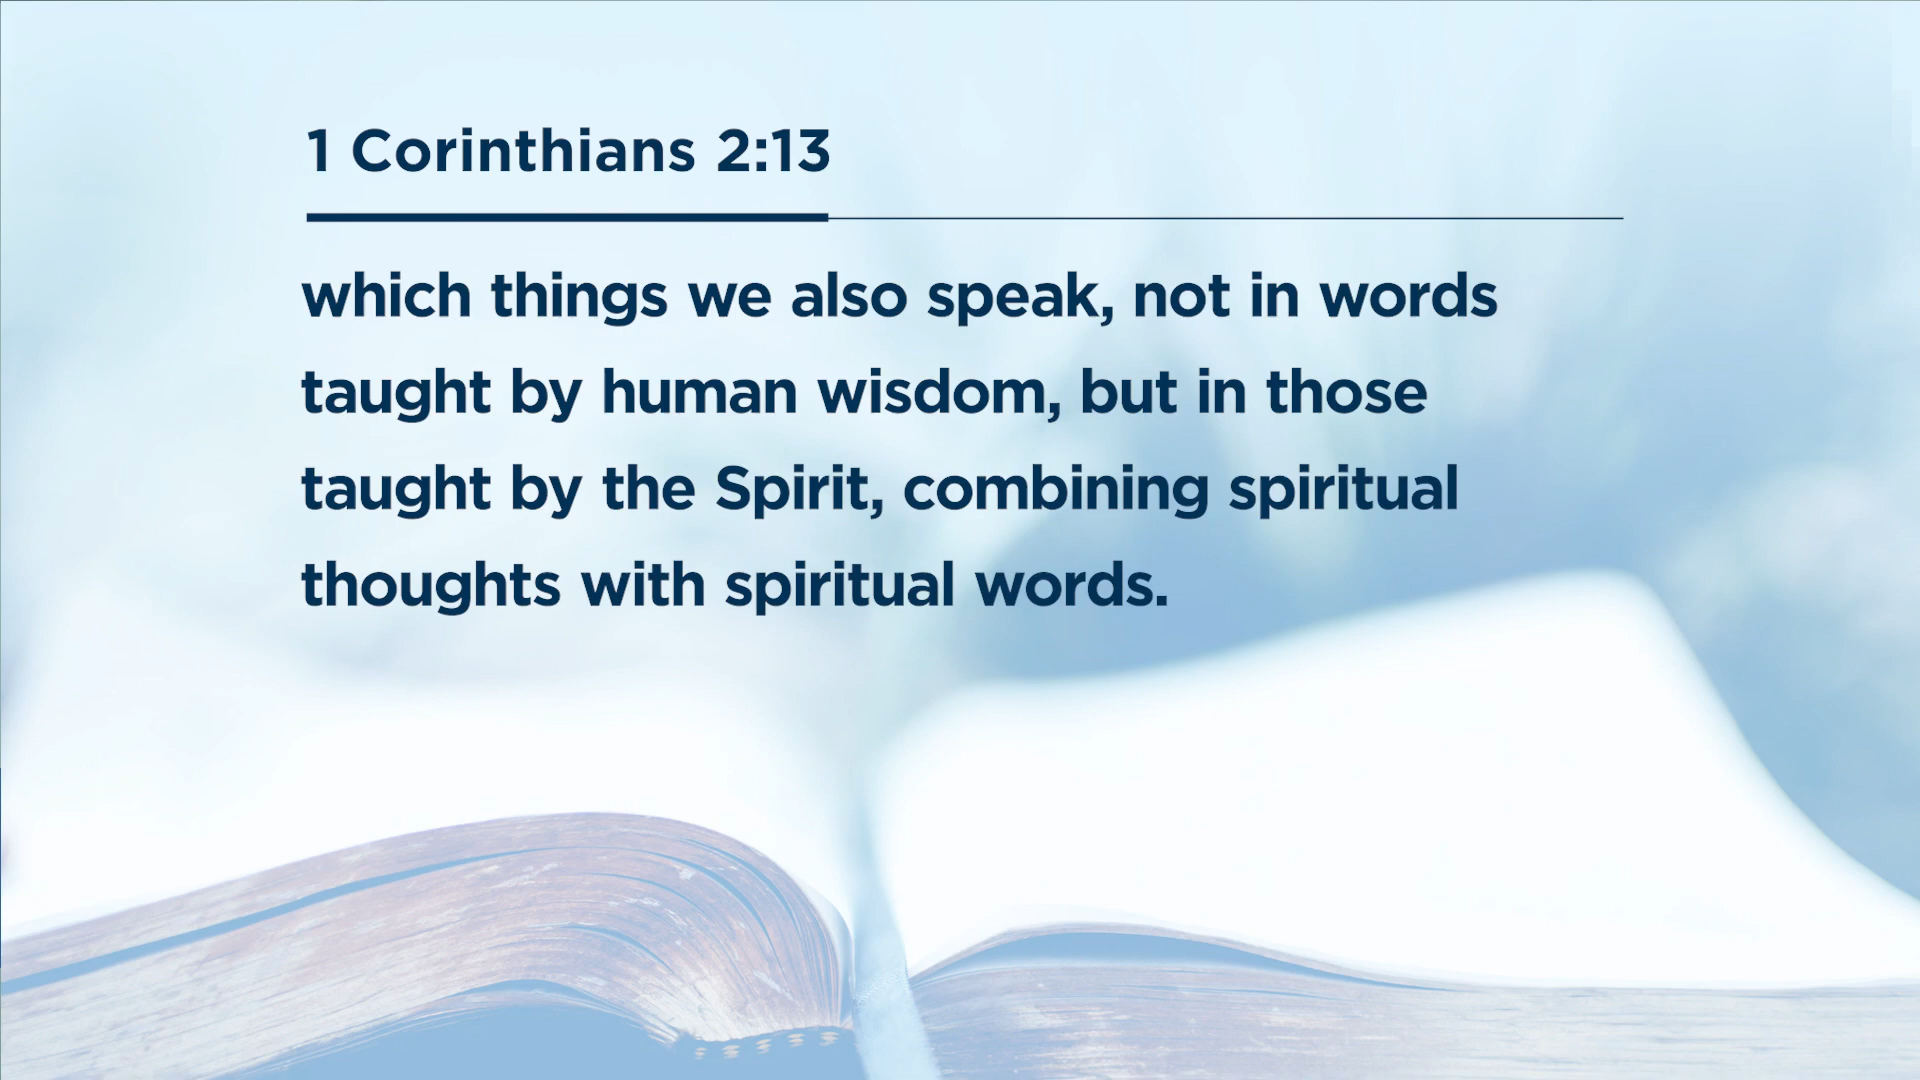 1 Corinthians 2:13
which things we also speak, not in words
taught by human wisdom, but in those
taught by the Spirit, combining spiritual
thoughts with spiritual words.